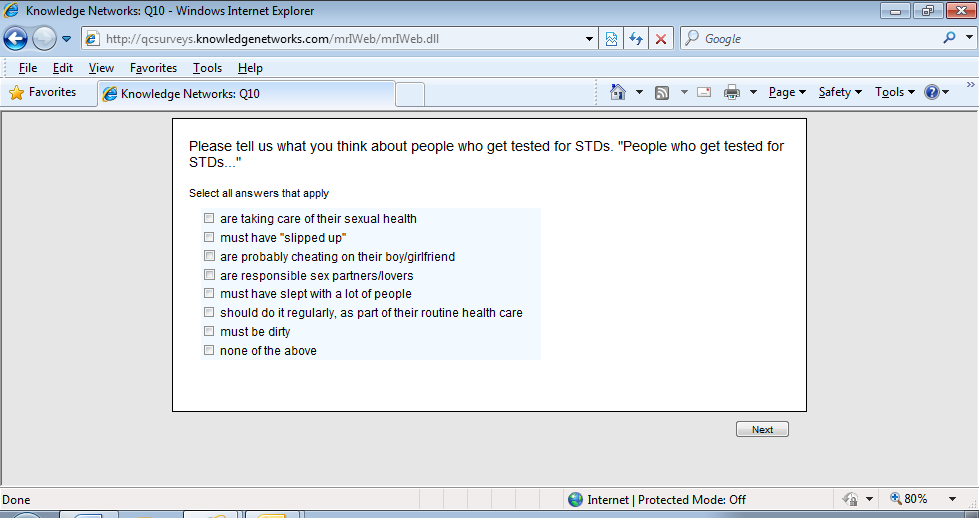 Knowledge Networks: Q10 - Windows Internet Explorer
http://qcsurveys.knowledgenetworks.com/mrIWeb/mrIWeb.dll
Google
File Edit View Favorites Tools Help
Favorites
Knowledge Networks: Q10
Page Safety Tools
Please tell us what you think about people who get tested for STDs. "People who get tested for
STDs..."
Select all answers that apply
are taking care of their sexual health
must have "slipped up"
are probably cheating on their boy/girlfriend
are responsible sex partners/lovers
must have slept with a lot of people
should do it regularly, as part of their routine health care
must be dirty
none of the above
Next
Done
Internet | Protected Mode: Off
80%